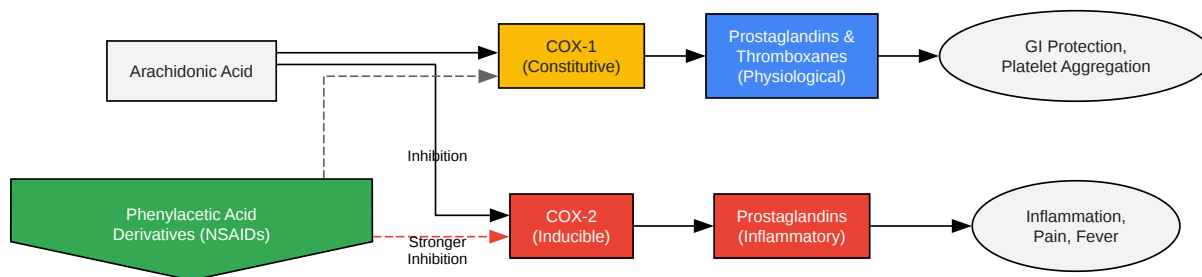 Arachidonic Acid
COX-1
(Constitutive)
Prostaglandins &
Thromboxanes
(Physiological)
GI Protection,
Platelet Aggregation
Inhibition
Phenylacetic Acid
Derivatives (NSAIDs)
Stronger
Inhibition
COX-2
(Inducible)
Prostaglandins
(Inflammatory)
Inflammation,
Pain, Fever